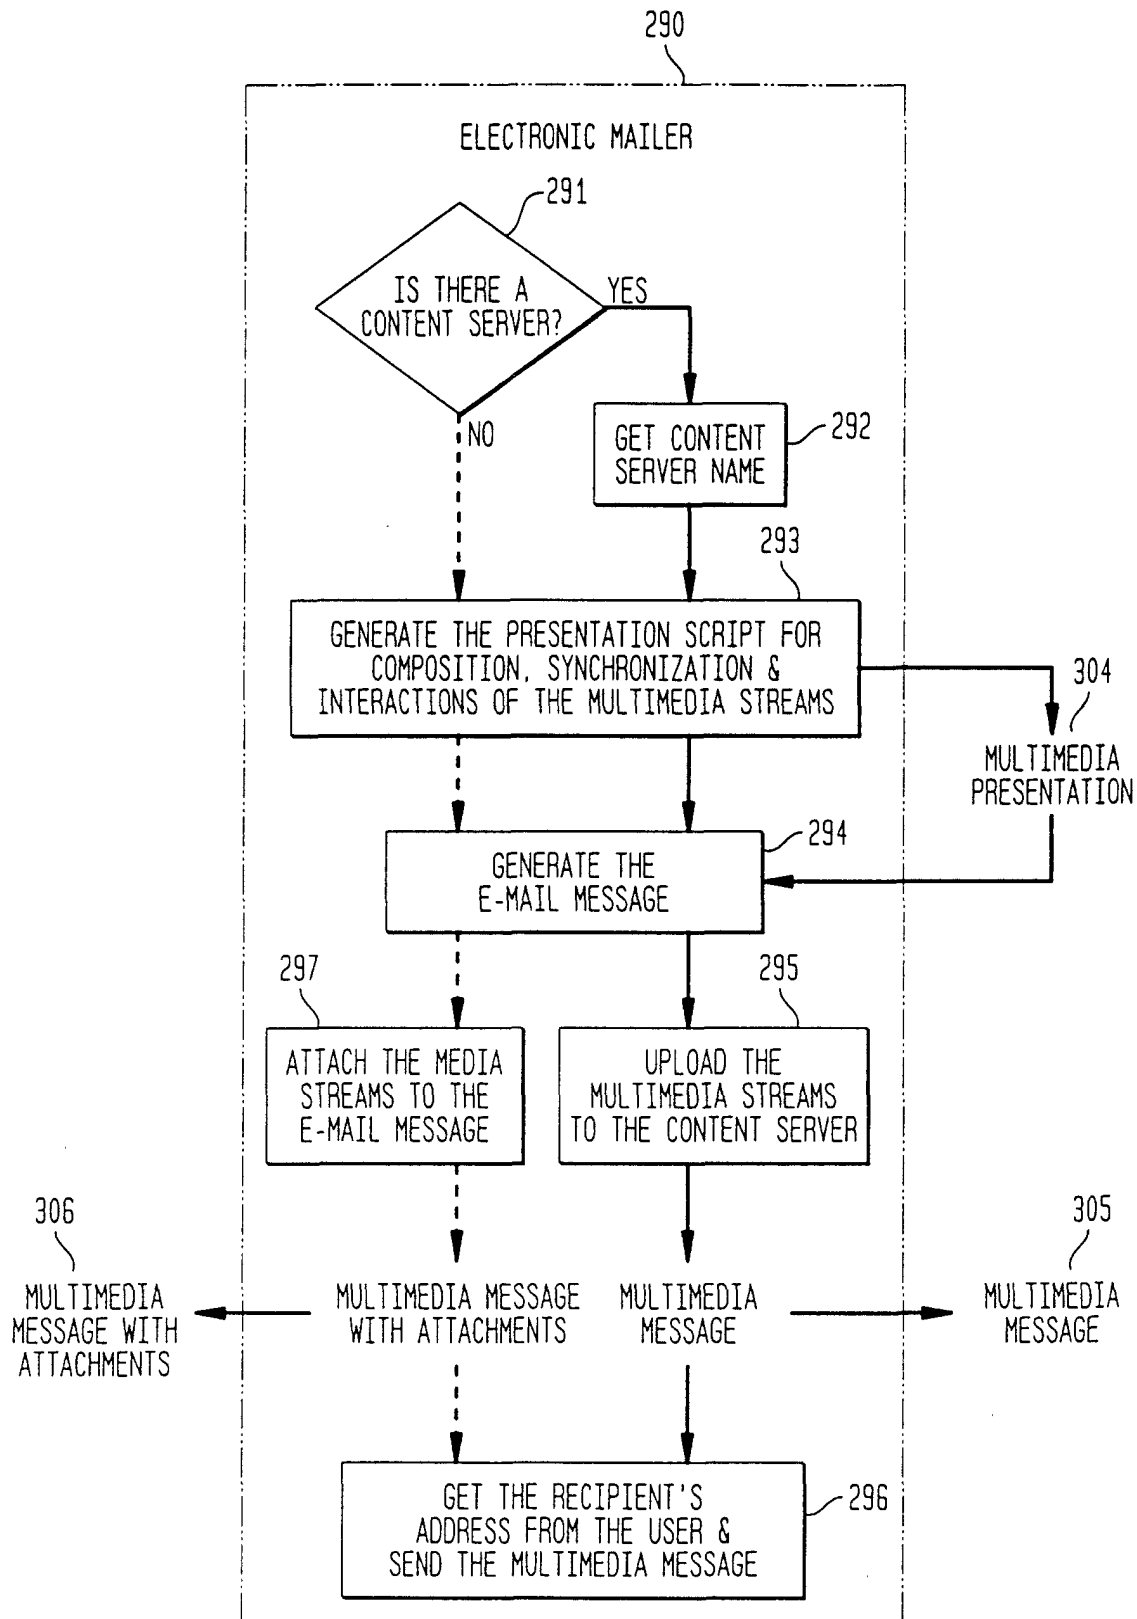 290
ELECTRONIC MAILER
291
IS THERE A
CONTENT SERVER?
YES
NO
GET CONTENT
SERVER NAME
292
293
GENERATE THE PRESENTATION SCRIPT FOR
COMPOSITION, SYNCHRONIZATION &
INTERACTIONS OF THE MULTIMEDIA STREAMS
304
MULTIMEDIA
PRESENTATION
294
GENERATE THE
E-MAIL MESSAGE
297
295
ATTACH THE MEDIA
STREAMS TO THE
E-MAIL MESSAGE
UPLOAD THE
MULTIMEDIA STREAMS
TO THE CONTENT SERVER
306
305
MULTIMEDIA
MESSAGE WITH
ATTACHMENTS
MULTIMEDIA MESSAGE
WITH ATTACHMENTS
MULTIMEDIA
MESSAGE
MULTIMEDIA
MESSAGE
GET THE RECIPIENT'S
ADDRESS FROM THE USER &
SEND THE MULTIMEDIA MESSAGE
296